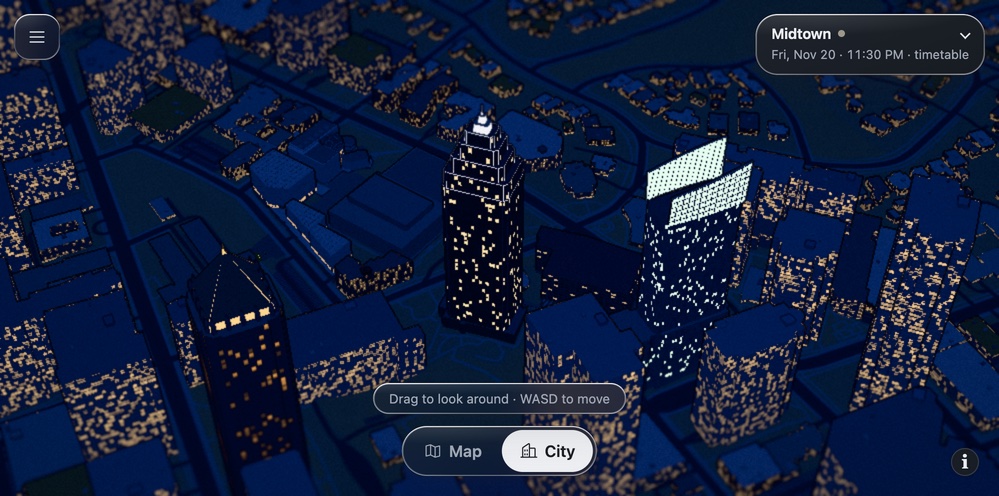 Midtown
Fri, Nov 20 · 11:30 PM · timetable
Drag to look around · WASD to move
Map
City
i